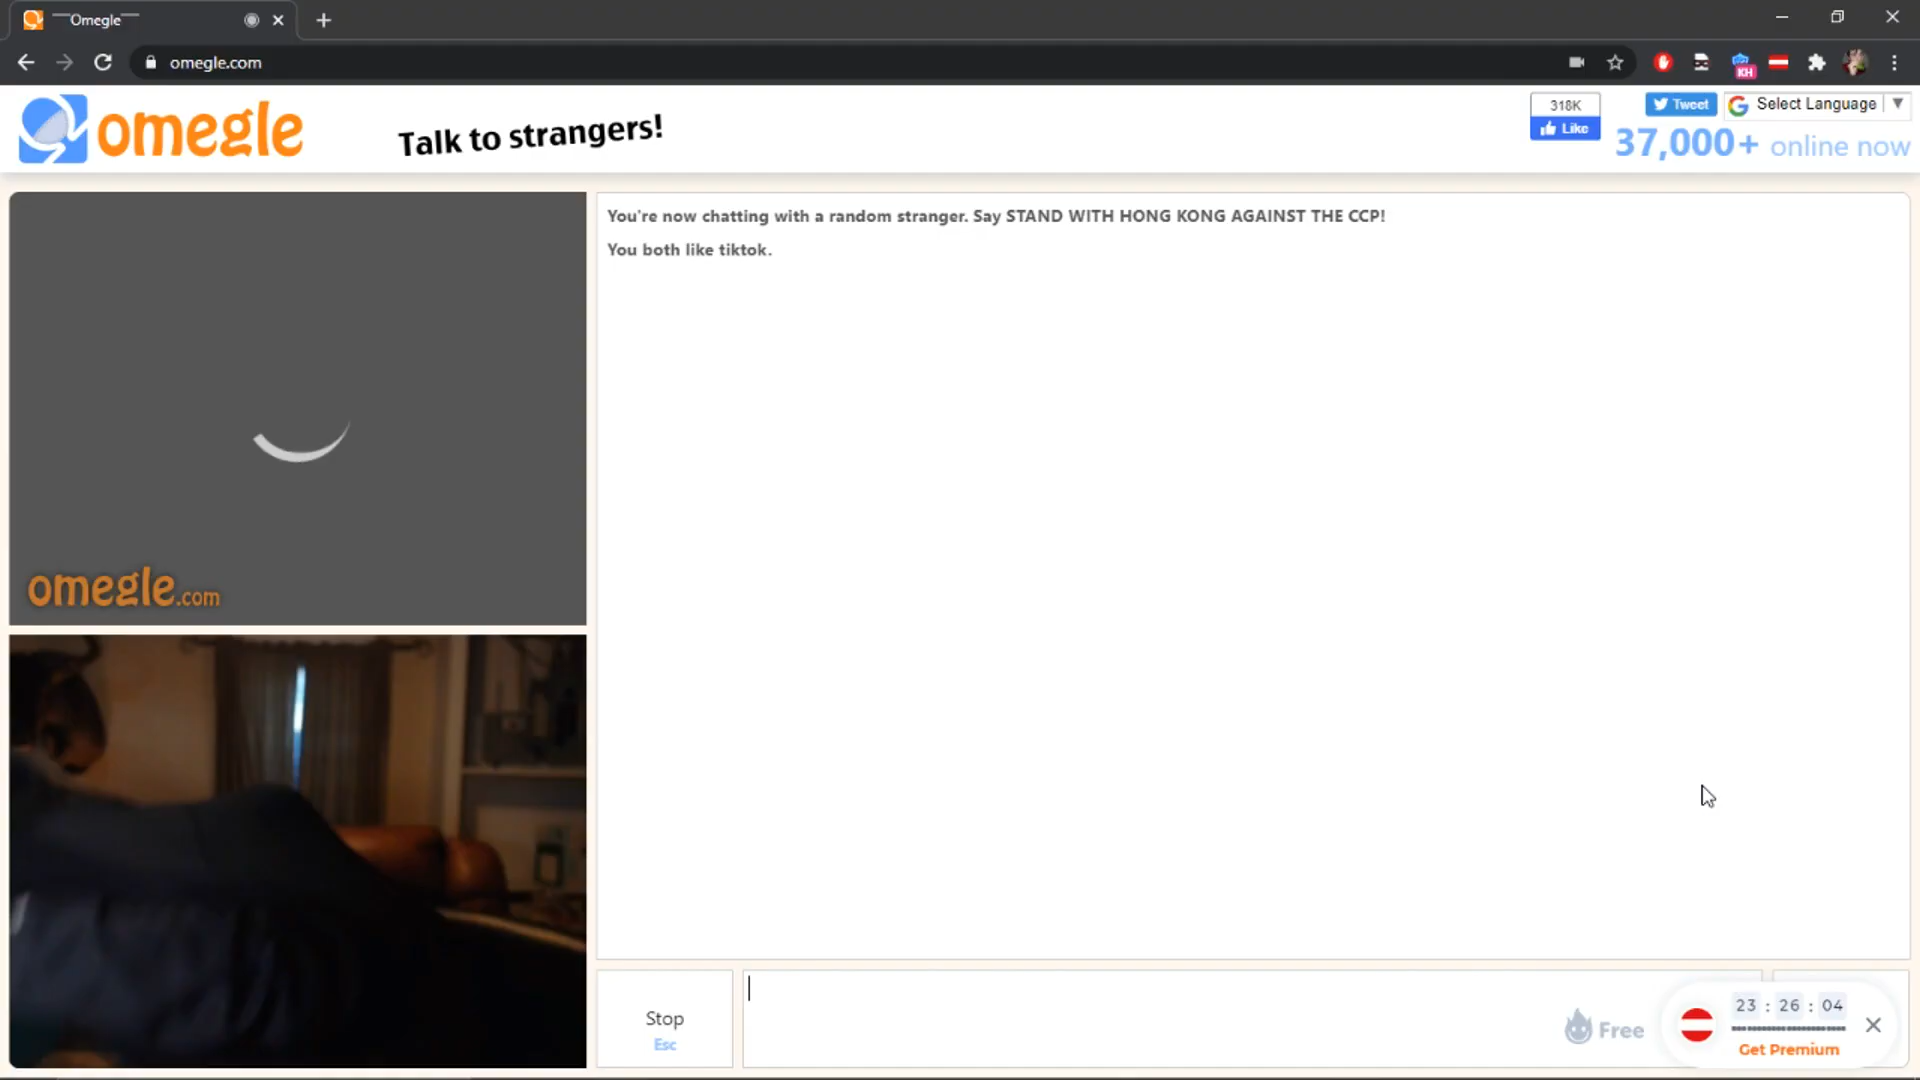 Omegle
omegle.com
KH
omegle
Talk to strangers!
318K
Like
Tweet
Select Language
37,000+ online now
You're now chatting with a random stranger. Say STAND WITH HONG KONG AGAINST THE CCP!
You both like tiktok.
omegle.com
Stop
Esc
Free
23 : 26 : 04
Get Premium